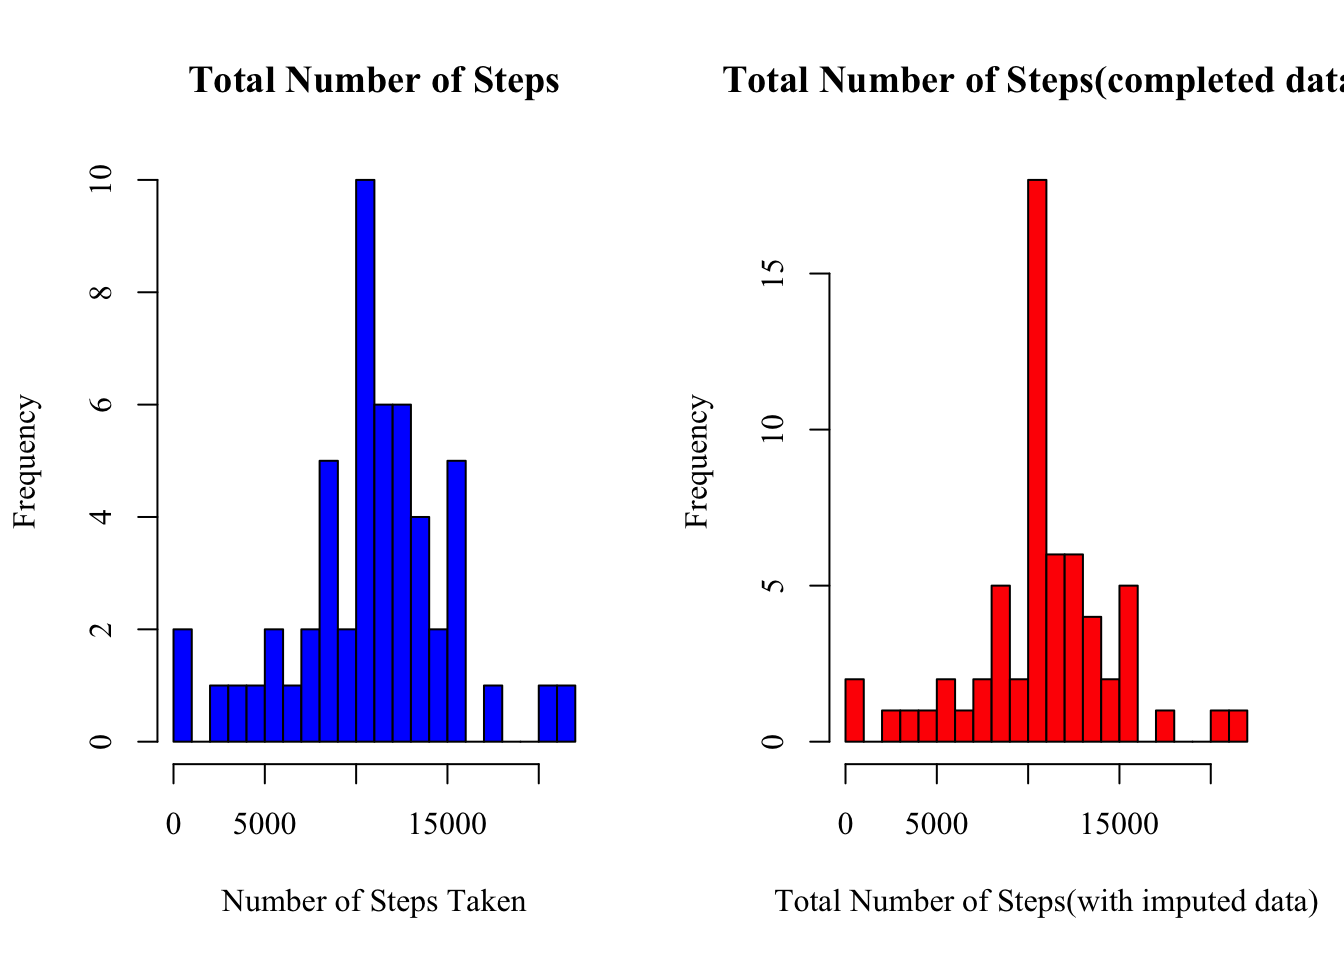 Total Number of Steps
Frequency
10
8
6
4
2
0
0 5000 15000
Number of Steps Taken
Total Number of Steps(completed data
Frequency
15
10
5
0
0 5000 15000
Total Number of Steps(with imputed data)